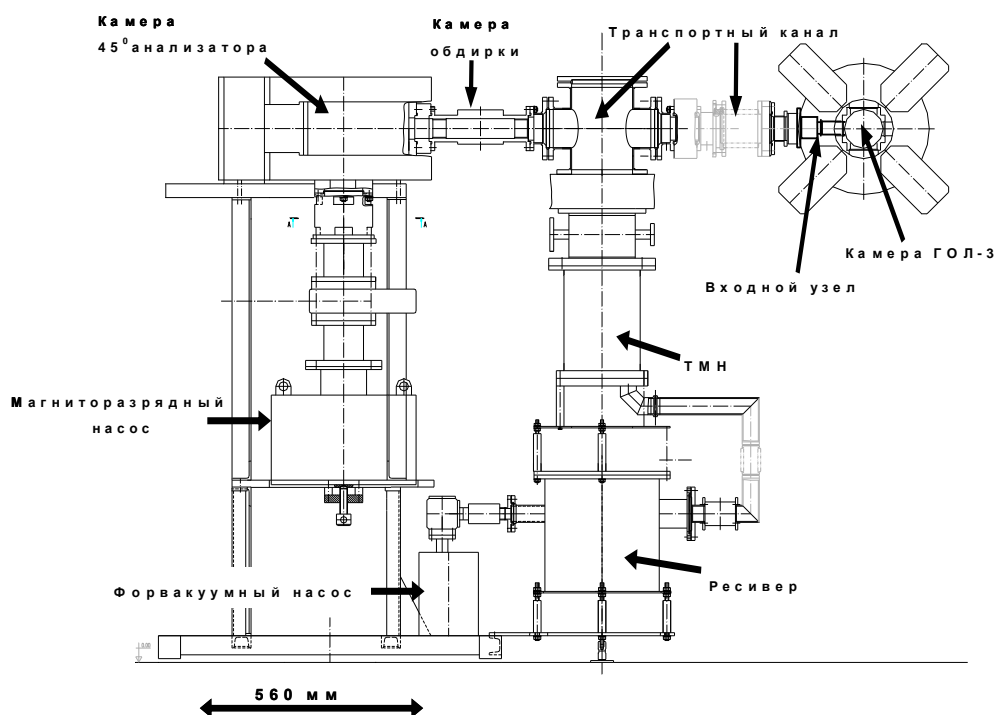 Камера
45⁰анализатора
Камера
обдирки
Транспортный канал
A
A
Камера ГОЛ-3
Входной узел
ТМН
Магниторазрядный
насос
Форвакуумный насос
Ресивер
560 мм